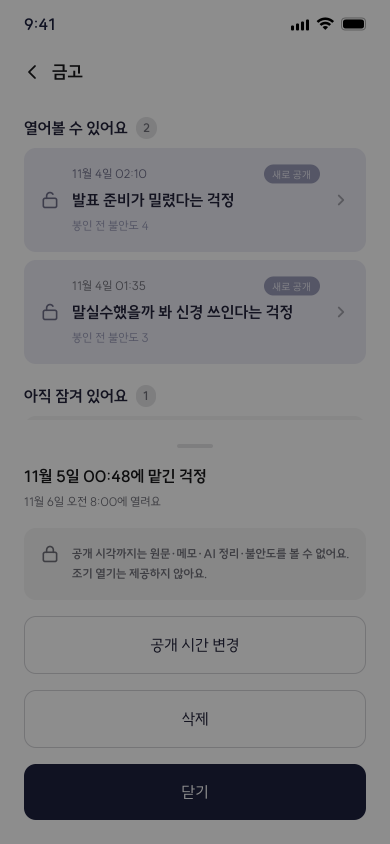 9:41
금고
열어볼 수 있어요 2
11월 4일 02:10
새로 공개
발표 준비가 밀렸다는 걱정
봉인 전 불안도 4
11월 4일 01:35
새로 공개
말실수했을까 봐 신경 쓰인다는 걱정
봉인 전 불안도 3
아직 잠겨 있어요 1
11월 5일 00:48에 맡긴 걱정
11월 6일 오전 8:00에 열려요
공개 시각까지는 원문·메모·AI 정리·불안도를 볼 수 없어요.
조기 열기는 제공하지 않아요.
공개 시간 변경
삭제
닫기